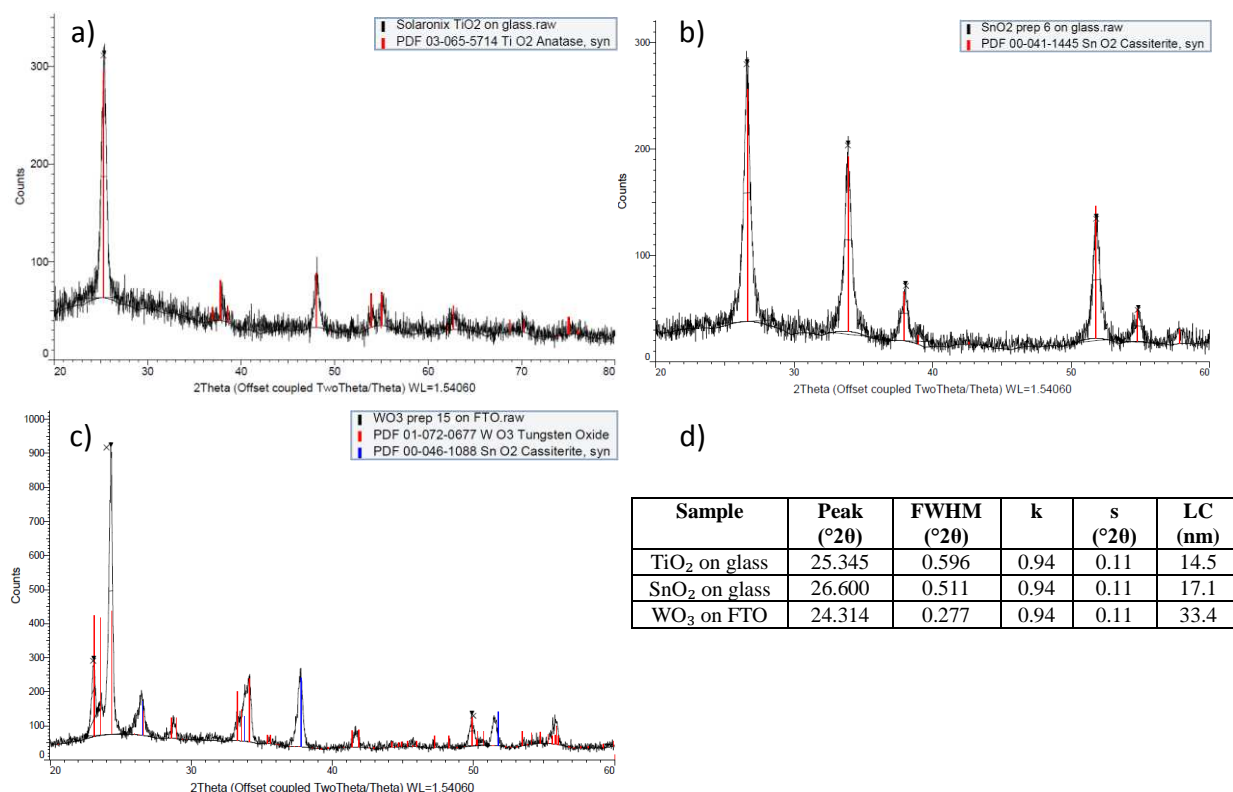 a)
Solaronix TiO2 on glass.raw
PDF 03-065-5714 Ti O2 Anatase, syn
Counts
300
200
100
0
20 30 40 50 60 70 80
2Theta (Offset coupled TwoTheta/Theta) WL=1.54060
b)
SnO2 prep 6 on glass.raw
PDF 00-041-1445 Sn O2 Cassiterite, syn
Counts
300
200
100
0
20 30 40 50 60
2Theta (Offset coupled TwoTheta/Theta) WL=1.54060
c)
WO3 prep 15 on FTO.raw
PDF 01-072-0677 W O3 Tungsten Oxide
PDF 00-046-1088 Sn O2 Cassiterite, syn
Counts
1000
900
800
700
600
500
400
300
200
100
0
20 30 40 50 60
2Theta (Offset coupled TwoTheta/Theta) WL=1.54060
d)
Sample Peak (°2θ) FWHM (°2θ) k s (°2θ) LC (nm)
TiO₂ on glass 25.345 0.596 0.94 0.11 14.5
SnO₂ on glass 26.600 0.511 0.94 0.11 17.1
WO₃ on FTO 24.314 0.277 0.94 0.11 33.4